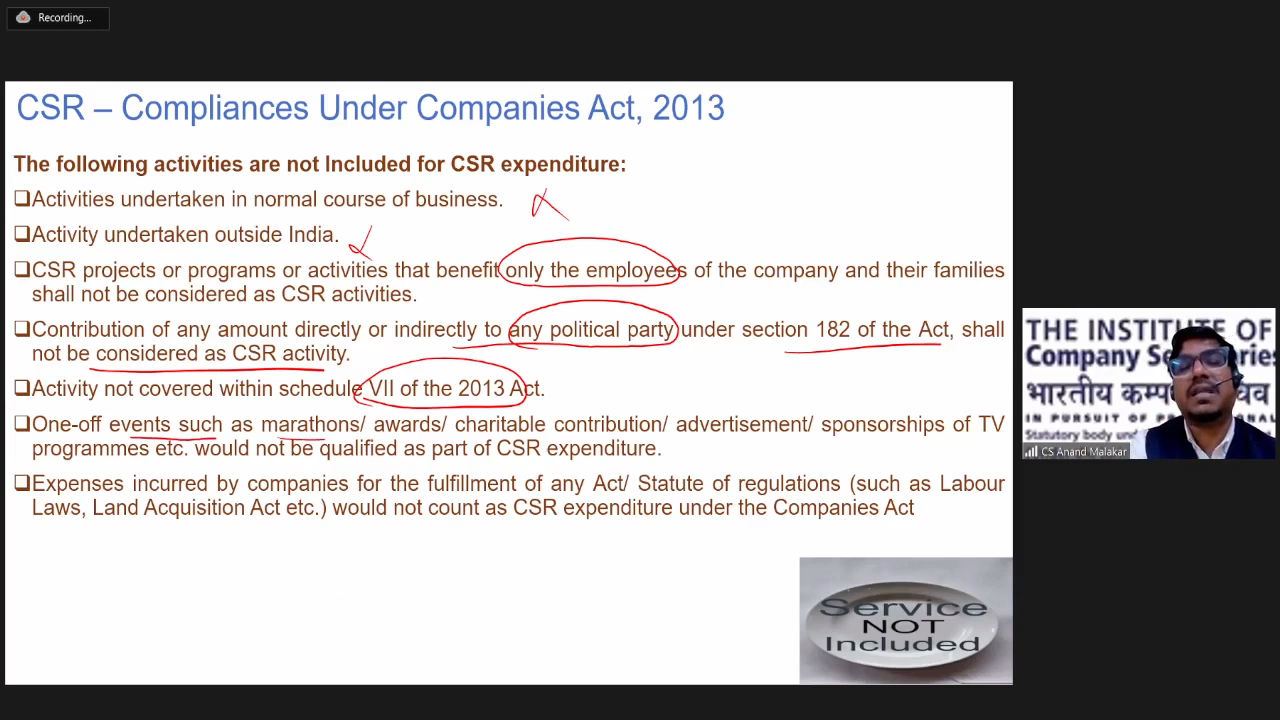 Recording...
CSR – Compliances Under Companies Act, 2013
The following activities are not Included for CSR expenditure:
❑Activities undertaken in normal course of business.
❑Activity undertaken outside India.
❑CSR projects or programs or activities that benefit only the employees of the company and their families
shall not be considered as CSR activities.
❑Contribution of any amount directly or indirectly to any political party under section 182 of the Act, shall
not be considered as CSR activity.
❑Activity not covered within schedule VII of the 2013 Act.
❑One-off events such as marathons/ awards/ charitable contribution/ advertisement/ sponsorships of TV
programmes etc. would not be qualified as part of CSR expenditure.
❑Expenses incurred by companies for the fulfillment of any Act/ Statute of regulations (such as Labour
Laws, Land Acquisition Act etc.) would not count as CSR expenditure under the Companies Act
Service
NOT
Included
THE INSTITUTE OF
Company
भारतीय
IN PURSUIT OF
Statutory body
CS Anand Malakar